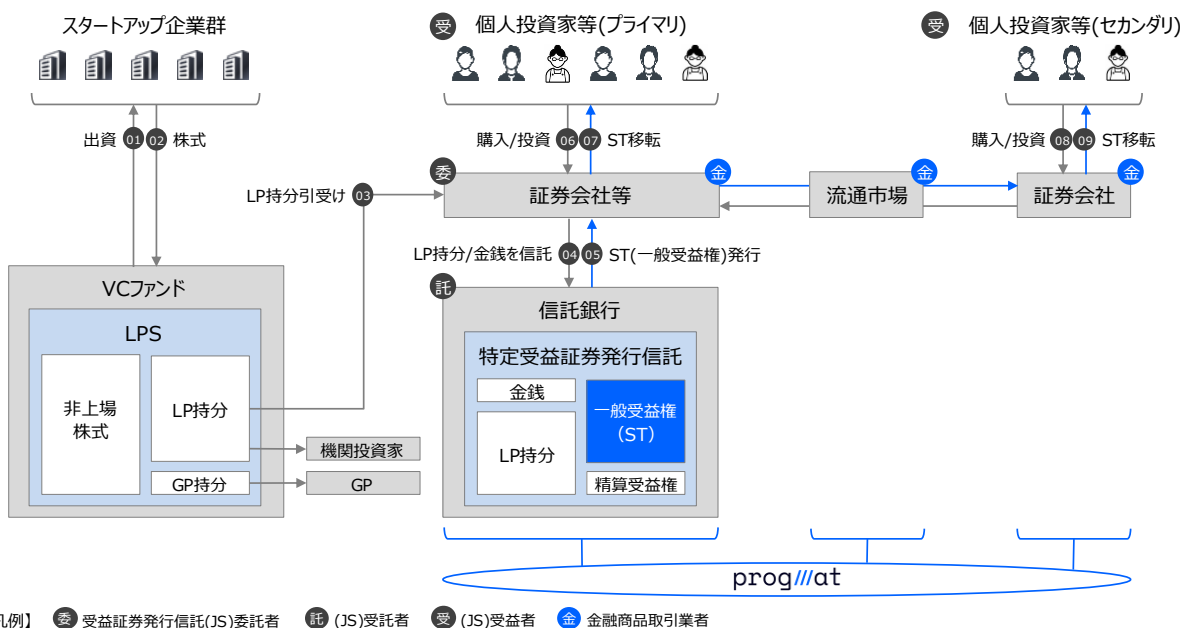 スタートアップ企業群
受 個人投資家等(プライマリ)
受 個人投資家等(セカンダリ)
出資 01 02 株式
購入/投資 06 07 ST移転
購入/投資 08 09 ST移転
LP持分引受け 03
委 証券会社等 金
流通市場 金
証券会社 金
LP持分/金銭を信託 04 05 ST(一般受益権)発行
VCファンド
LPS
非上場
株式
LP持分
GP持分
機関投資家
GP
託
信託銀行
特定受益証券発行信託
金銭
LP持分
一般受益権
(ST)
精算受益権
prog///at
例】 委 受益証券発行信託(JS)委託者 託 (JS)受託者 受 (JS)受益者 金 金融商品取引業者